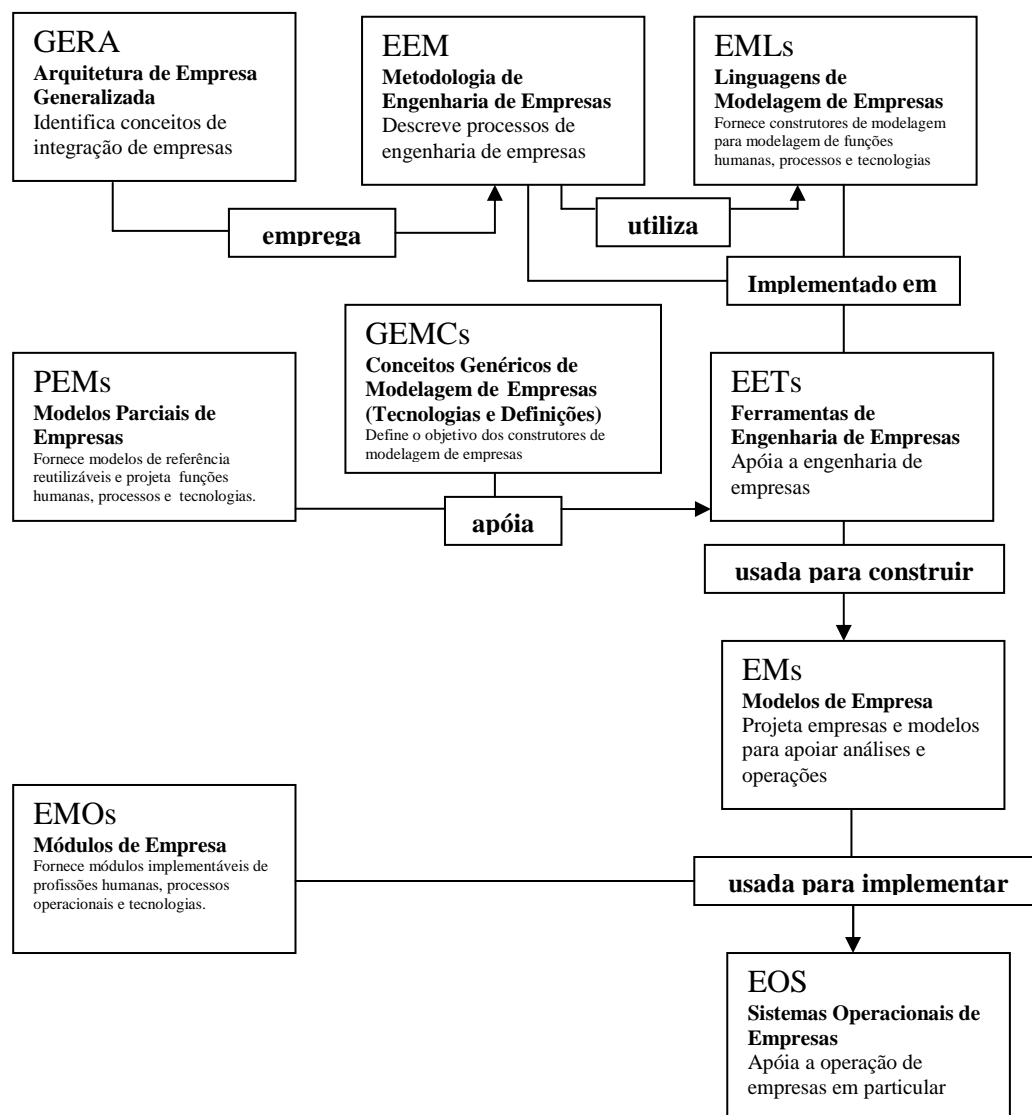 GERA
Arquitetura de Empresa
Generalizada
Identifica conceitos de
integração de empresas
EEM
Metodologia de
Engenharia de Empresas
Descreve processos de
engenharia de empresas
EMLs
Linguagens de
Modelagem de Empresas
Fornece construtores de modelagem
para modelagem de funções
humanas, processos e tecnologias
emprega
utiliza
Implementado em
GEMCs
Conceitos Genéricos de
Modelagem de Empresas
(Tecnologias e Definições)
Define o objetivo dos construtores de
modelagem de empresas
PEMs
Modelos Parciais de
Empresas
Fornece modelos de referência
reutilizáveis e projeta funções
humanas, processos e tecnologias.
EETs
Ferramentas de
Engenharia de Empresas
Apóia a engenharia de
empresas
apóia
usada para construir
EMs
Modelos de Empresa
Projeta empresas e modelos
para apoiar análises e
operações
EMOs
Módulos de Empresa
Fornece módulos implementáveis de
profissões humanas, processos
operacionais e tecnologias.
usada para implementar
EOS
Sistemas Operacionais de
Empresas
Apóia a operação de
empresas em particular